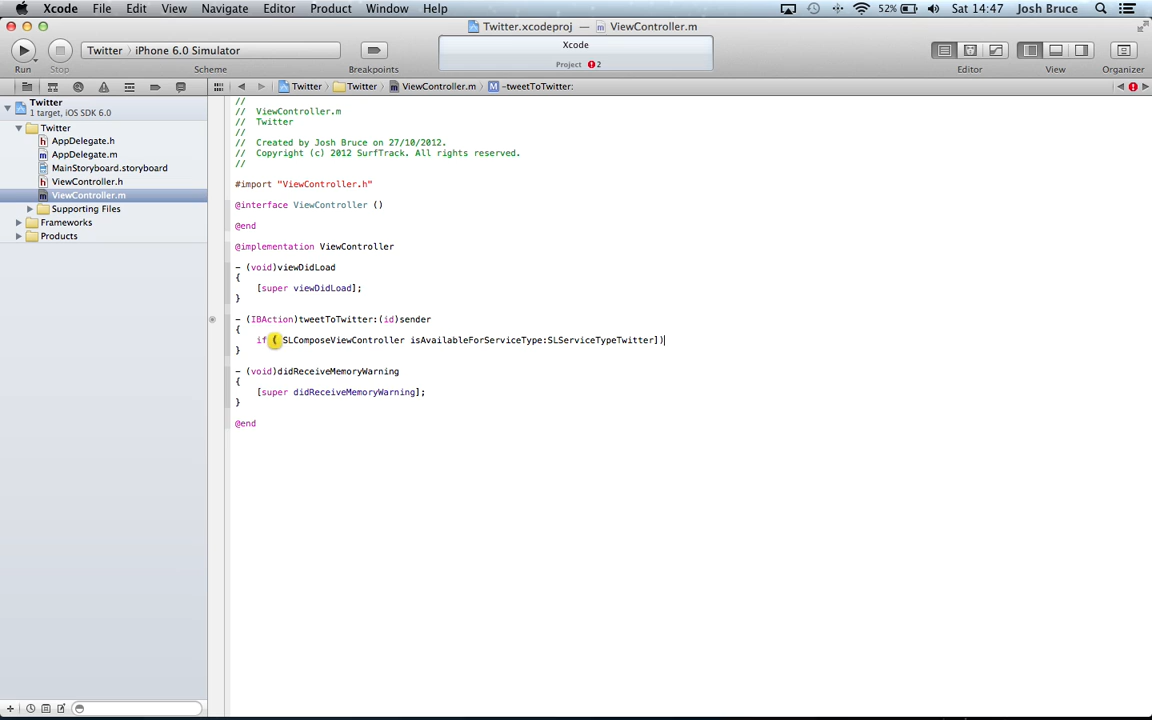 Xcode File Edit View Navigate Editor Product Window Help 52% Sat 14:47 Josh Bruce
Twitter.xcodeproj — ViewController.m
Twitter 〉 iPhone 6.0 Simulator
Xcode
Project 2
Run Stop Scheme Breakpoints Editor View Organizer
Twitter 〉 Twitter 〉 ViewController.m 〉 M -tweetToTwitter:
Twitter
1 target, iOS SDK 6.0
Twitter
AppDelegate.h
AppDelegate.m
MainStoryboard.storyboard
ViewController.h
ViewController.m
Supporting Files
Frameworks
Products
//
// ViewController.m
// Twitter
//
// Created by Josh Bruce on 27/10/2012.
// Copyright (c) 2012 SurfTrack. All rights reserved.
//
#import "ViewController.h"
@interface ViewController ()
@end
@implementation ViewController
- (void)viewDidLoad
{
[super viewDidLoad];
}
- (IBAction)tweetToTwitter:(id)sender
{
if ( SLComposeViewController isAvailableForServiceType:SLServiceTypeTwitter])
}
- (void)didReceiveMemoryWarning
{
[super didReceiveMemoryWarning];
}
@end